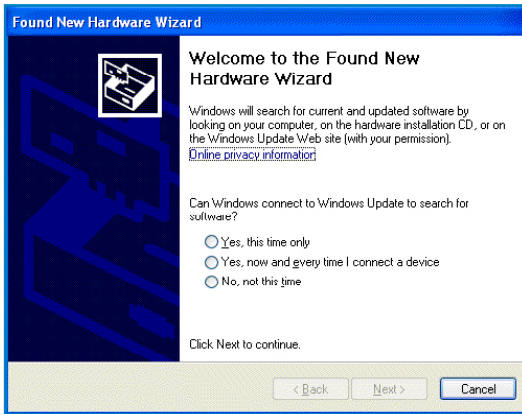 Found New Hardware Wizard
Welcome to the Found New
Hardware Wizard
Windows will search for current and updated software by
looking on your computer, on the hardware installation CD, or on
the Windows Update Web site (with your permission).
Online privacy information
Can Windows connect to Windows Update to search for
software?
Yes, this time only
Yes, now and every time I connect a device
No, not this time
Click Next to continue.
< Back Next > Cancel